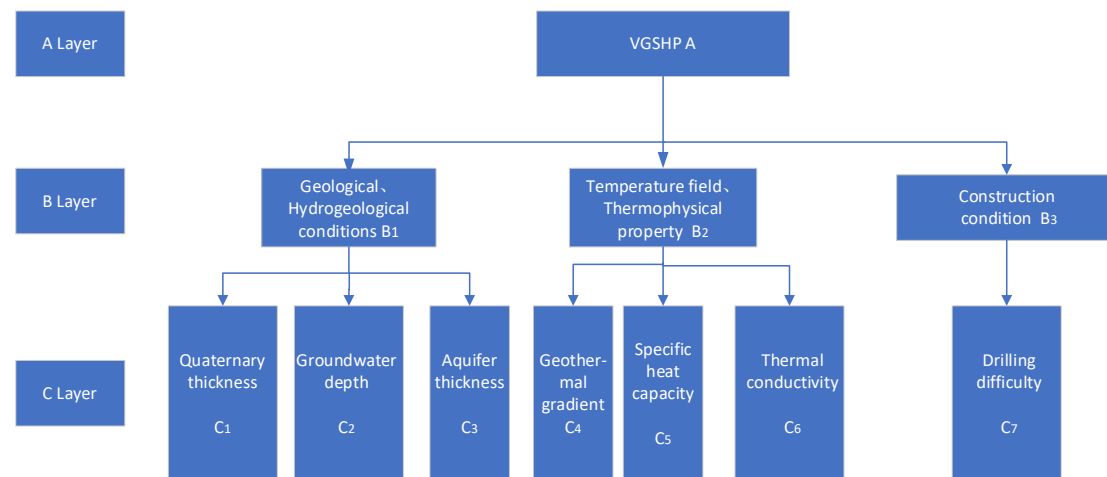 A Layer
VGSHP A
B Layer
Geological、
Hydrogeological
conditions B1
Temperature field、
Thermophysical
property B2
Construction
condition B3
C Layer
Quaternary
thickness
C1
Groundwater
depth
C2
Aquifer
thickness
C3
Geother-
mal
gradient
C4
Specific
heat
capacity
C5
Thermal
conductivity
C6
Drilling
difficulty
C7